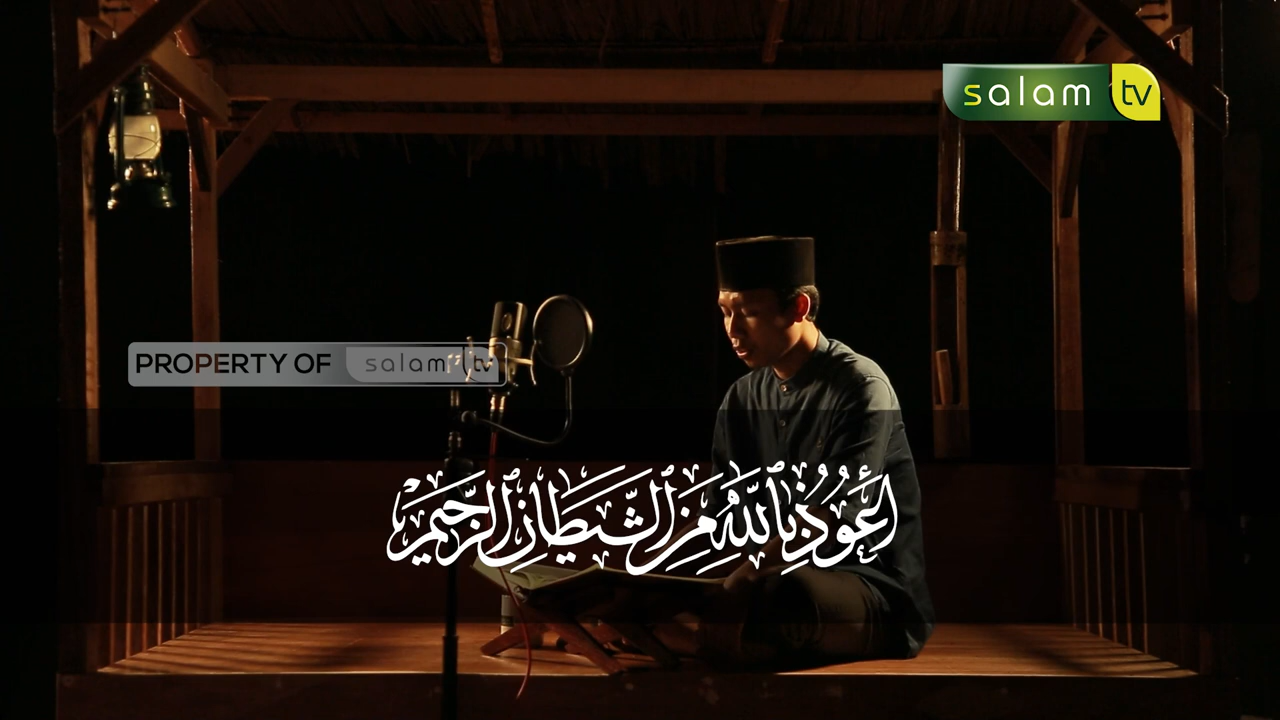 salam tv
PROPERTY OF salam tv
أَعُوذُ بِاللَّهِ مِنَ الشَّيْطَانِ الرَّجِيمِ